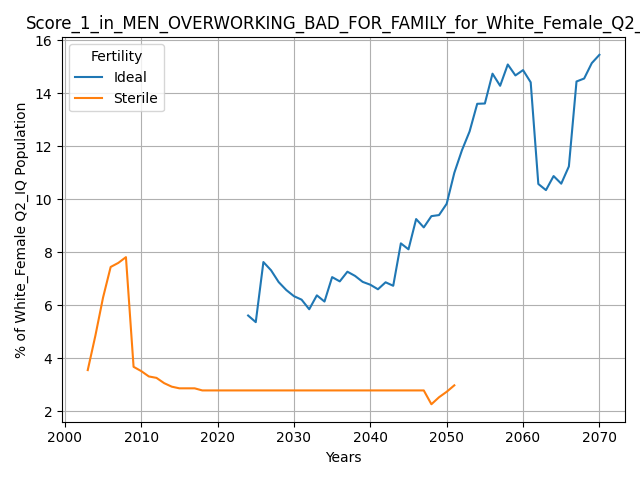 Score_1_in_MEN_OVERWORKING_BAD_FOR_FAMILY_for_White_Female_Q2_
Fertility
Ideal
Sterile
% of White_Female Q2_IQ Population
16
14
12
10
8
6
4
2
2000 2010 2020 2030 2040 2050 2060 2070
Years